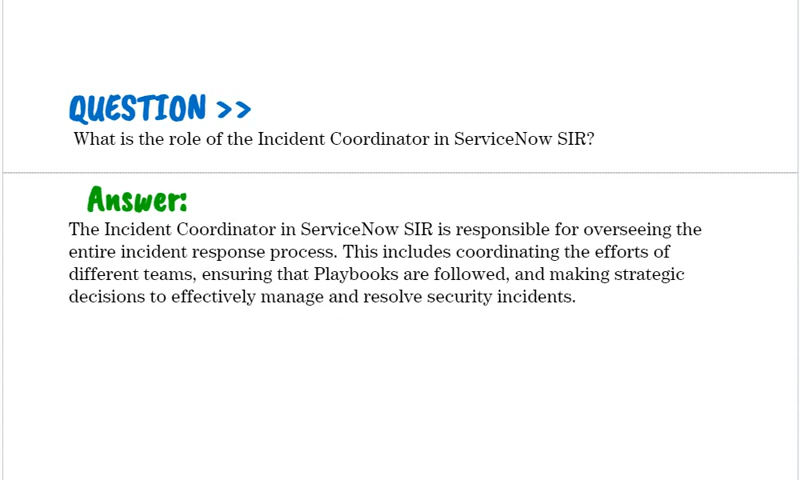 QUESTION >>
What is the role of the Incident Coordinator in ServiceNow SIR?
Answer:
The Incident Coordinator in ServiceNow SIR is responsible for overseeing the
entire incident response process. This includes coordinating the efforts of
different teams, ensuring that Playbooks are followed, and making strategic
decisions to effectively manage and resolve security incidents.